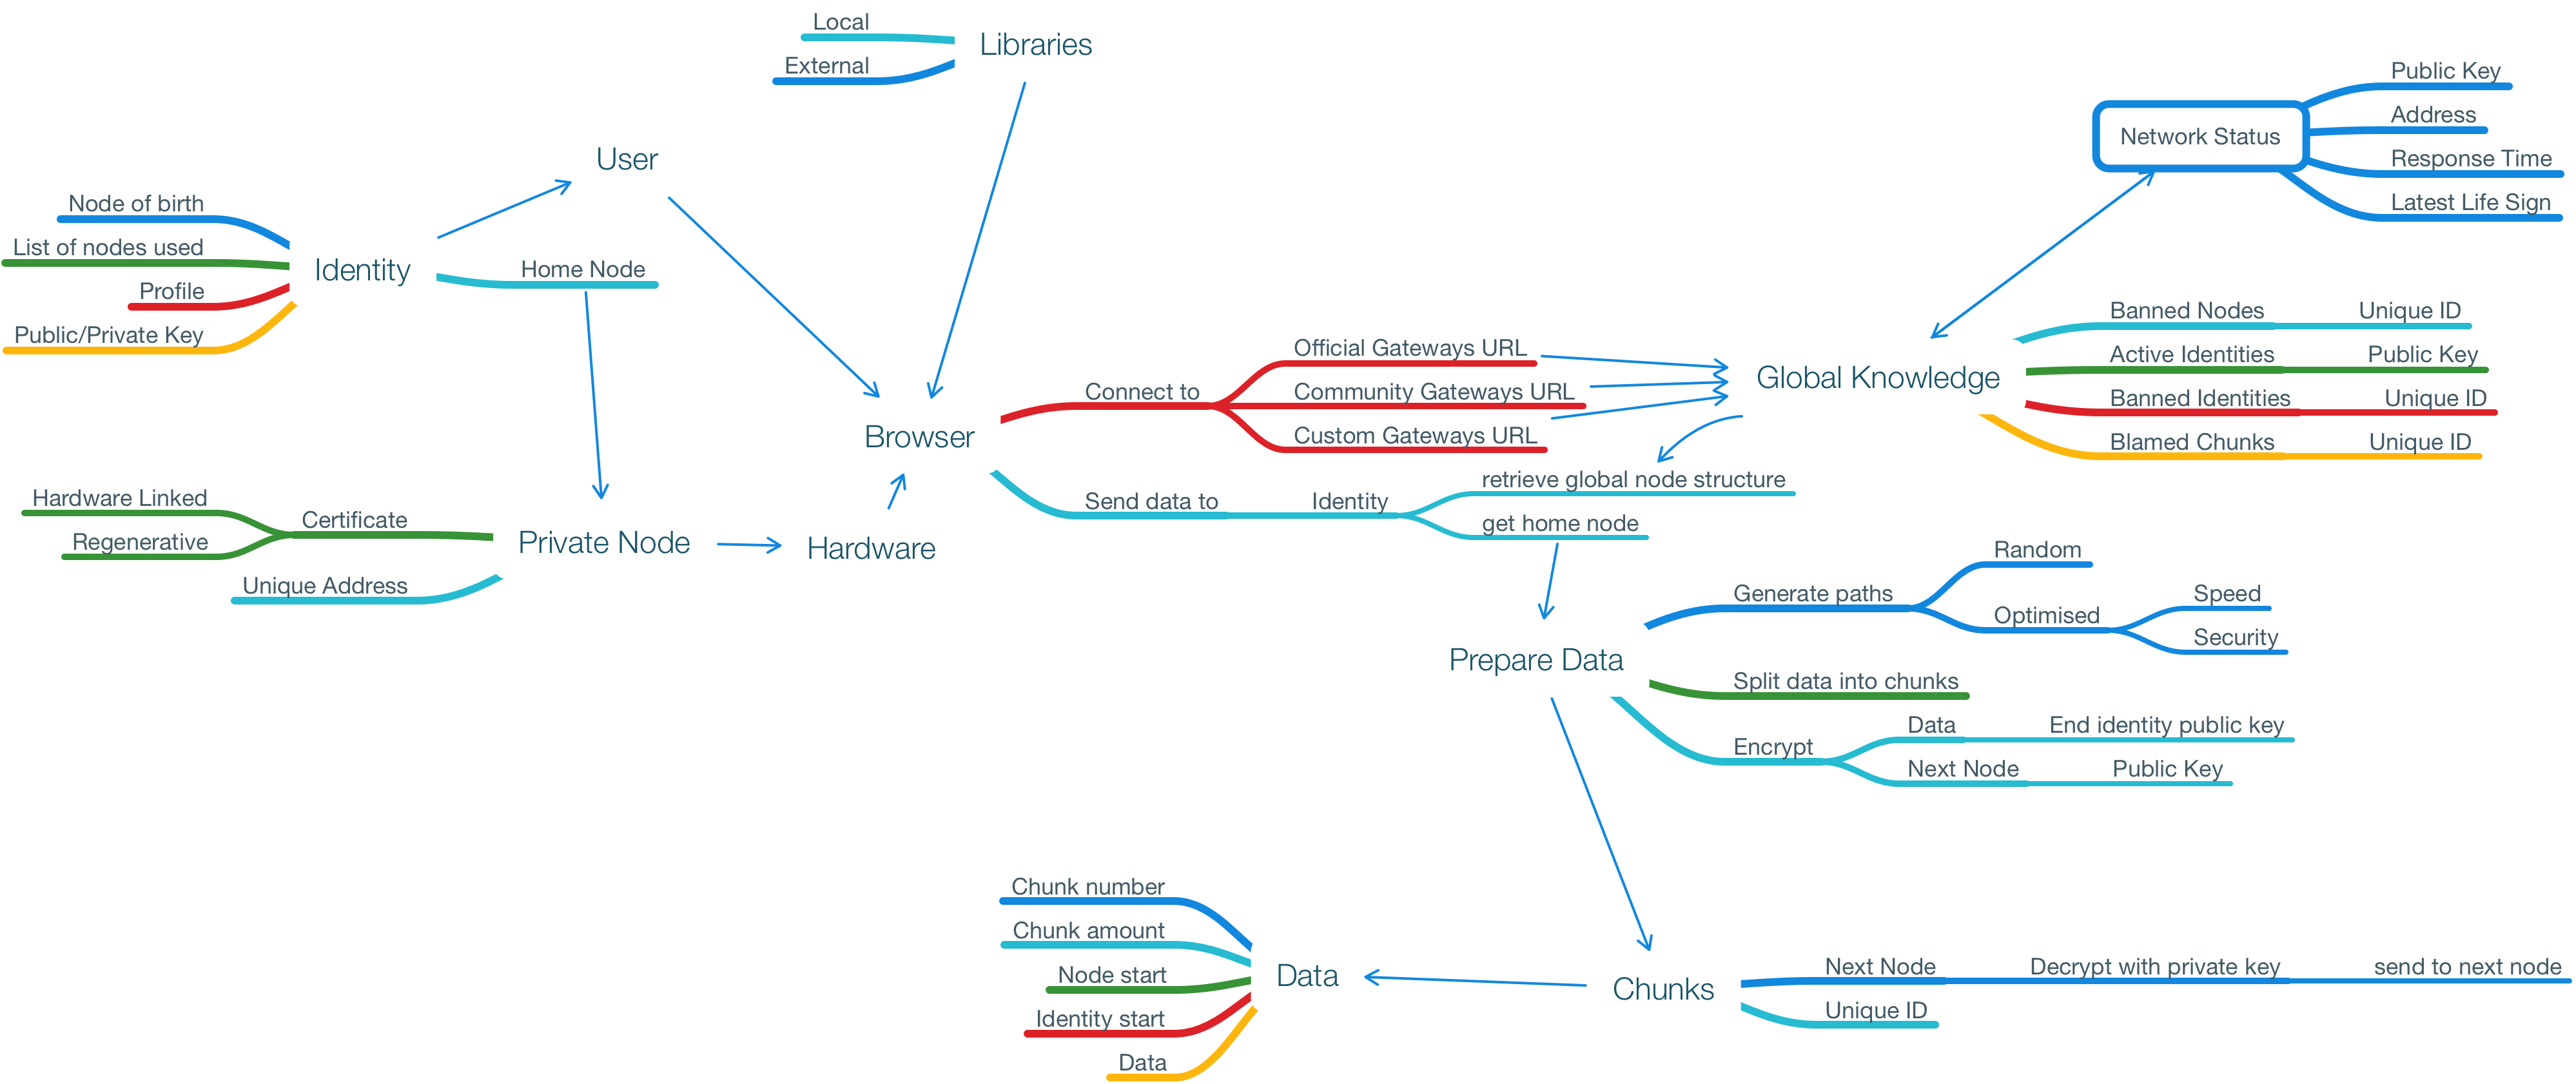 Local
Libraries
External
User
Node of birth
List of nodes used
Identity
Profile
Public/Private Key
Home Node
Network Status
Public Key
Address
Response Time
Latest Life Sign
Browser
Connect to
Official Gateways URL
Community Gateways URL
Custom Gateways URL
Send data to
Identity
retrieve global node structure
get home node
Global Knowledge
Banned Nodes
Unique ID
Active Identities
Public Key
Banned Identities
Unique ID
Blamed Chunks
Unique ID
Hardware Linked
Certificate
Regenerative
Unique Address
Private Node
Hardware
Prepare Data
Generate paths
Random
Optimised
Speed
Security
Split data into chunks
Encrypt
Data
End identity public key
Next Node
Public Key
Chunk number
Chunk amount
Node start
Identity start
Data
Data
Chunks
Next Node
Decrypt with private key
send to next node
Unique ID